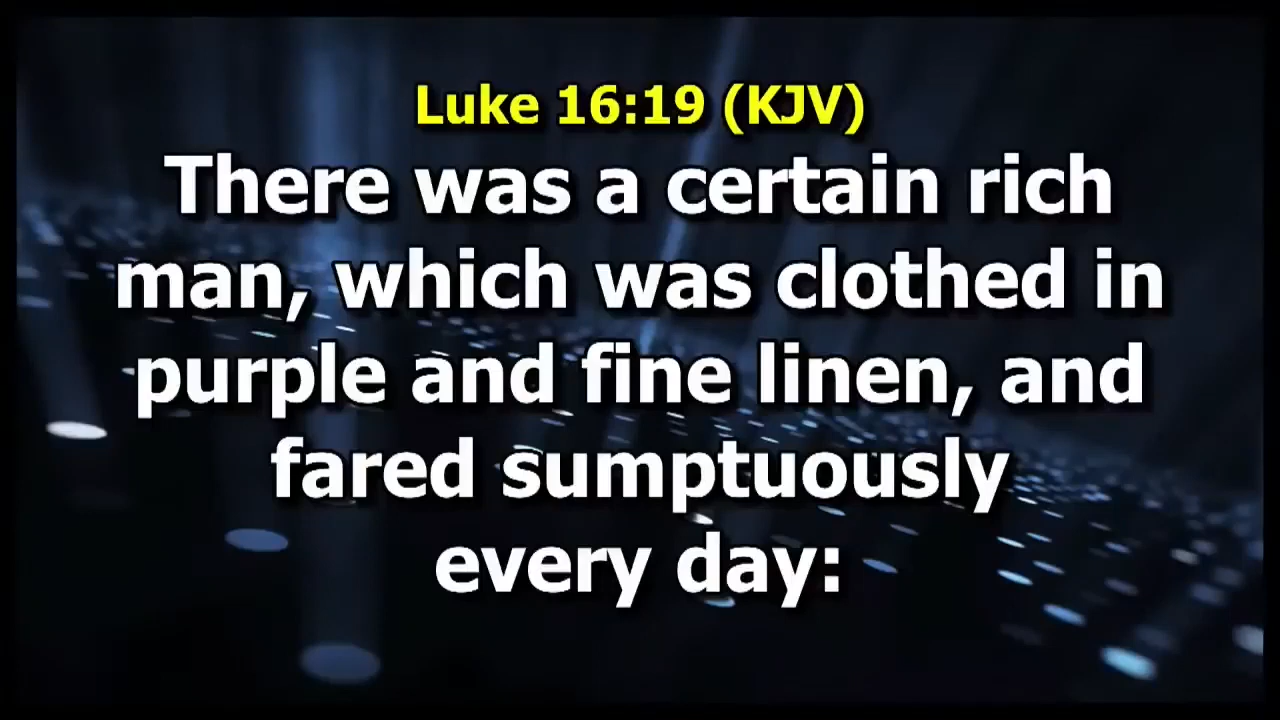 Luke 16:19 (KJV)
There was a certain rich
man, which was clothed in
purple and fine linen, and
fared sumptuously
every day: